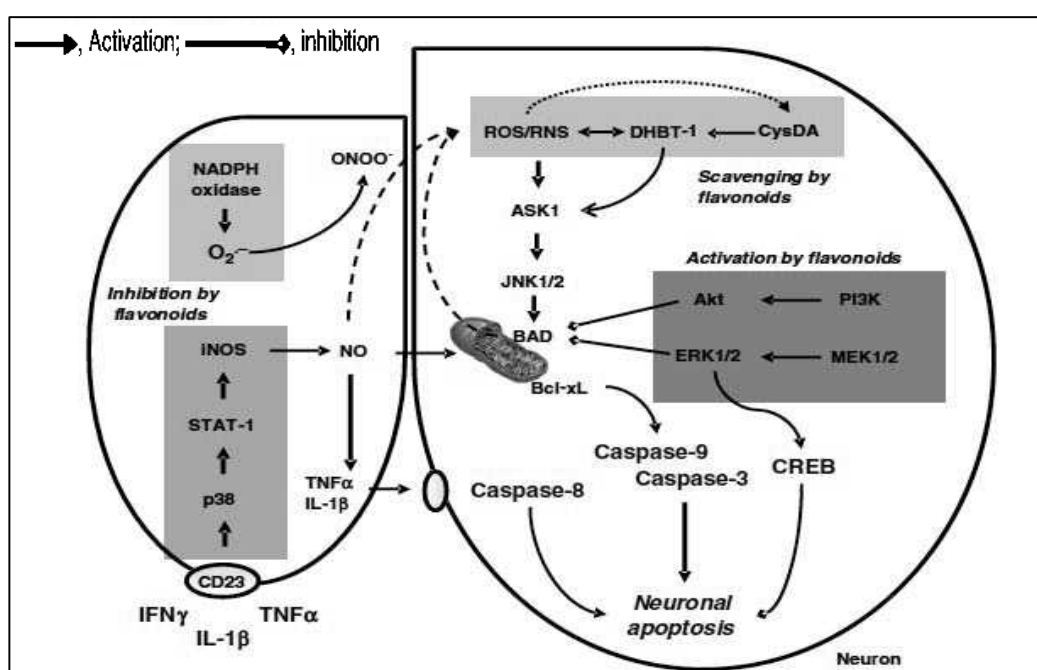 , Activation; , inhibition
NADPH
oxidase
O₂·⁻
ONOO⁻
Inhibition by
flavonoids
iNOS
NO
STAT-1
p38
TNFα
IL-1β
CD23
IFNγ
TNFα
IL-1β
ROS/RNS
DHBT-1
CysDA
Scavenging by
flavonoids
ASK1
JNK1/2
Activation by flavonoids
Akt
PI3K
BAD
ERK1/2
MEK1/2
Bcl-xL
Caspase-9
Caspase-3
CREB
Caspase-8
Neuronal
apoptosis
Neuron